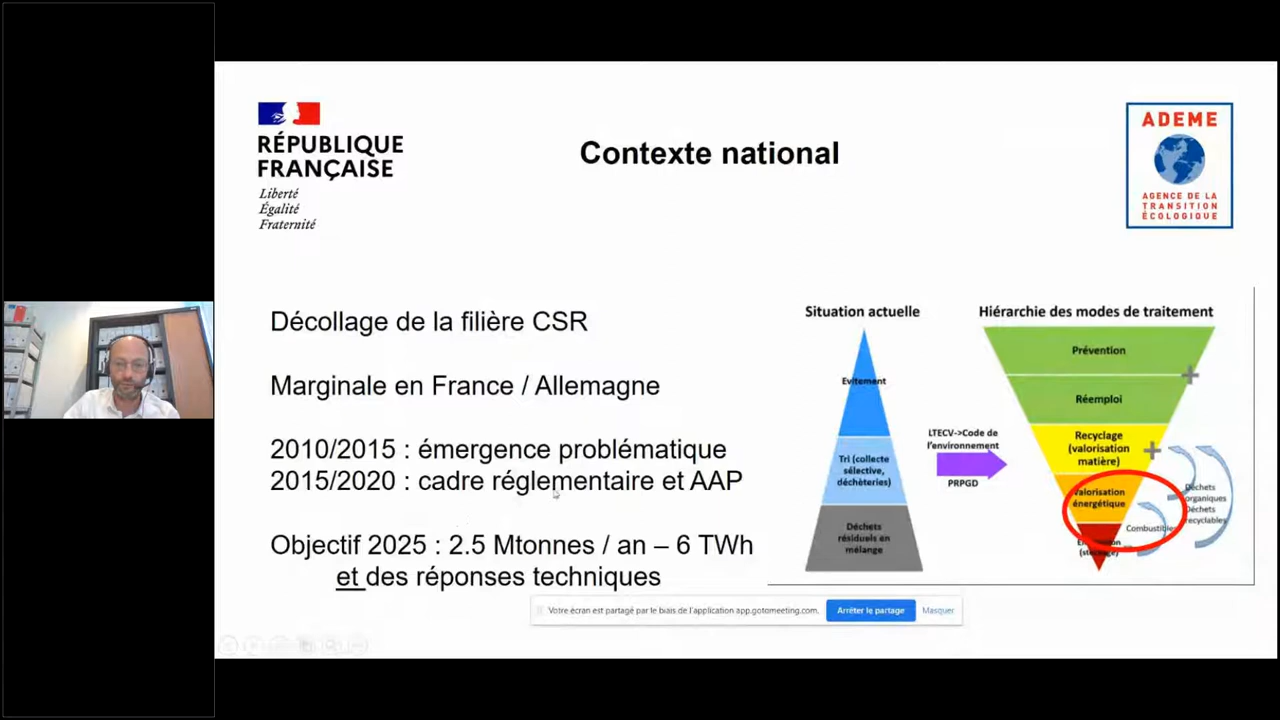 RÉPUBLIQUE
FRANÇAISE
Liberté
Égalité
Fraternité
Contexte national
ADEME
AGENCE DE LA
TRANSITION
ÉCOLOGIQUE
Décollage de la filière CSR
Marginale en France / Allemagne
2010/2015 : émergence problématique
2015/2020 : cadre réglementaire et AAP
Objectif 2025 : 2.5 Mtonnes / an – 6 TWh
et des réponses techniques
Situation actuelle
Evitement
Tri (collecte
sélective,
déchèteries)
Déchets
résiduels en
mélange
LTECV->Code de
l'environnement
PRPGD
Hiérarchie des modes de traitement
Prévention
Réemploi
Recyclage
(valorisation
matière)
Valorisation
énergétique
Combustibles
Déchets
organiques
Déchets
recyclables
Votre écran est partagé par le biais de l'application app.gotomeeting.com.
Arrêter le partage
Masquer